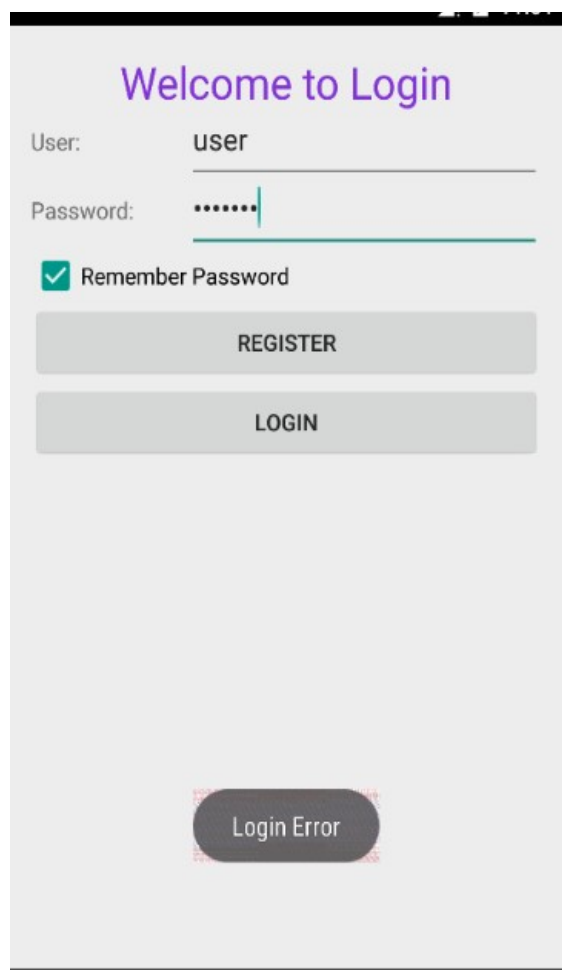 Welcome to Login
User: user
Password: •••••••
Remember Password
REGISTER
LOGIN
Login Error